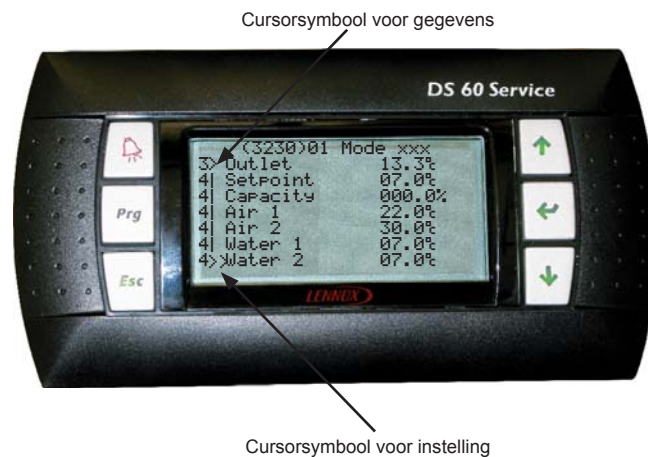 Cursorsymbool voor gegevens
DS 60 Service
(3230)01 Mode xxx
3> Outlet 13.3℃
4| Setpoint 07.0℃
4| Capacity 000.0%
4| Air 1 22.0℃
4| Air 2 30.0℃
4| Water 1 07.0℃
4>> Water 2 07.0℃
Prg
Esc
LENNOX
Cursorsymbool voor instelling